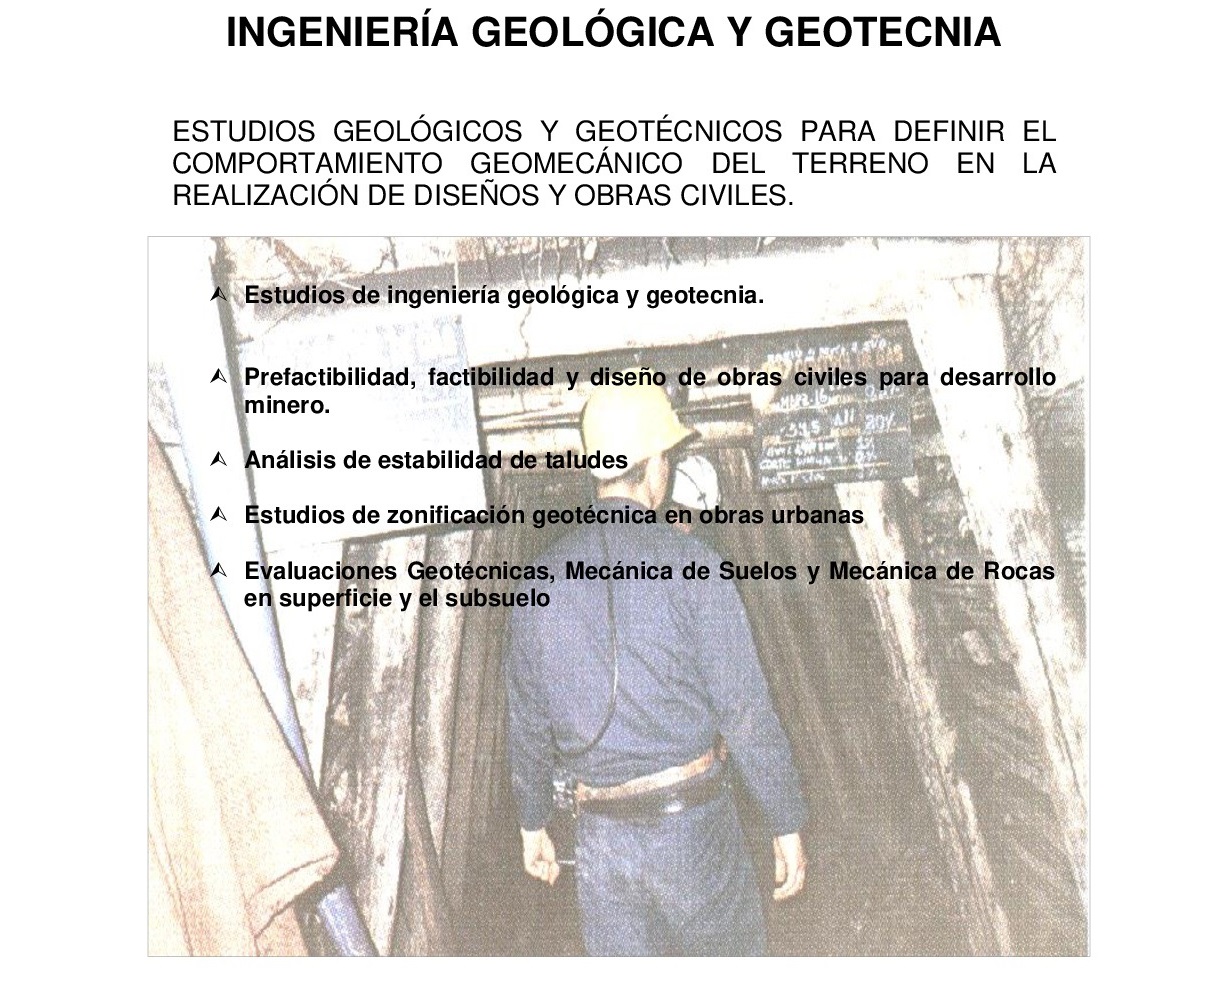 INGENIERÍA GEOLÓGICA Y GEOTECNIA
ESTUDIOS GEOLÓGICOS Y GEOTÉCNICOS PARA DEFINIR EL
COMPORTAMIENTO GEOMECÁNICO DEL TERRENO EN LA
REALIZACIÓN DE DISEÑOS Y OBRAS CIVILES.
Estudios de ingeniería geológica y geotecnia.
Prefactibilidad, factibilidad y diseño de obras civiles para desarrollo
minero.
Análisis de estabilidad de taludes
Estudios de zonificación geotécnica en obras urbanas
Evaluaciones Geotécnicas, Mecánica de Suelos y Mecánica de Rocas
en superficie y el subsuelo